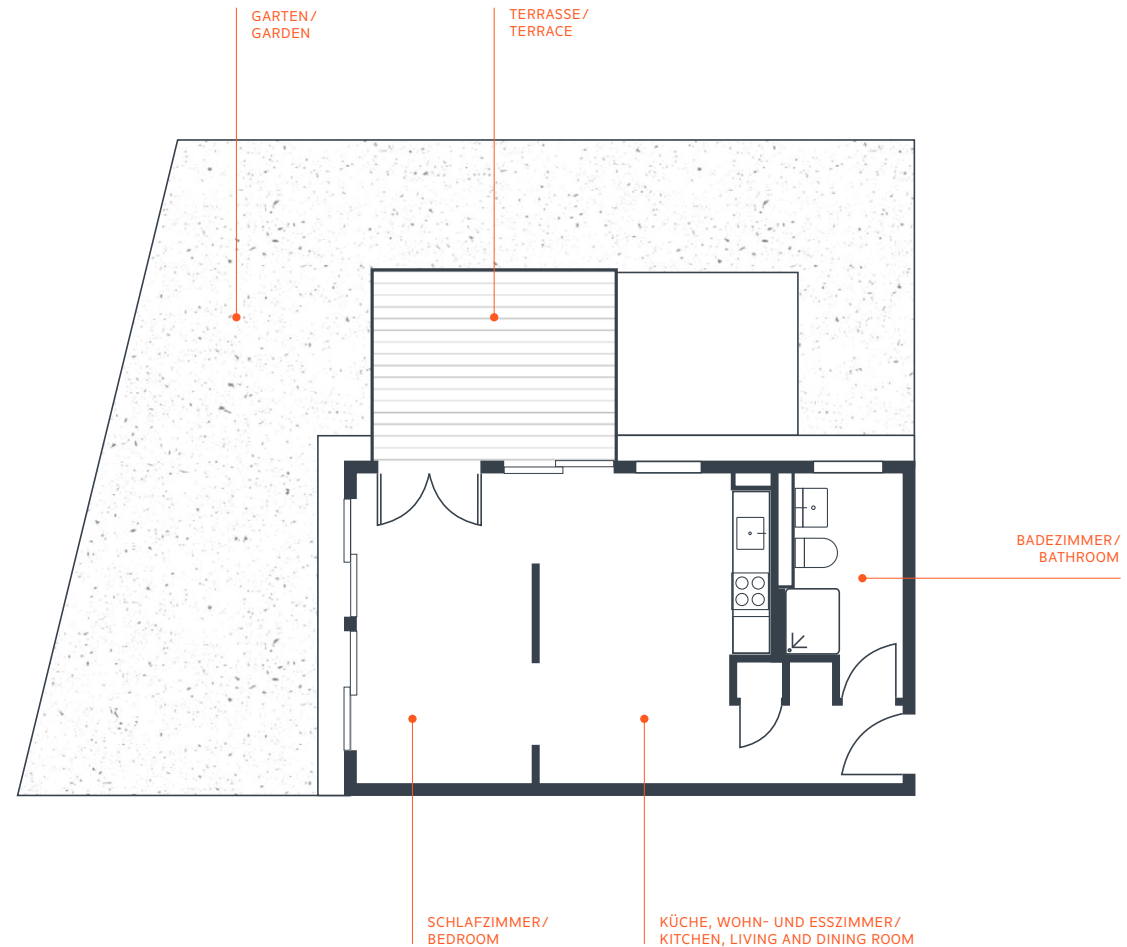 GARTEN/
GARDEN
TERRASSE/
TERRACE
BADEZIMMER/
BATHROOM
SCHLAFZIMMER/
BEDROOM
KÜCHE, WOHN- UND ESSZIMMER/
KITCHEN, LIVING AND DINING ROOM